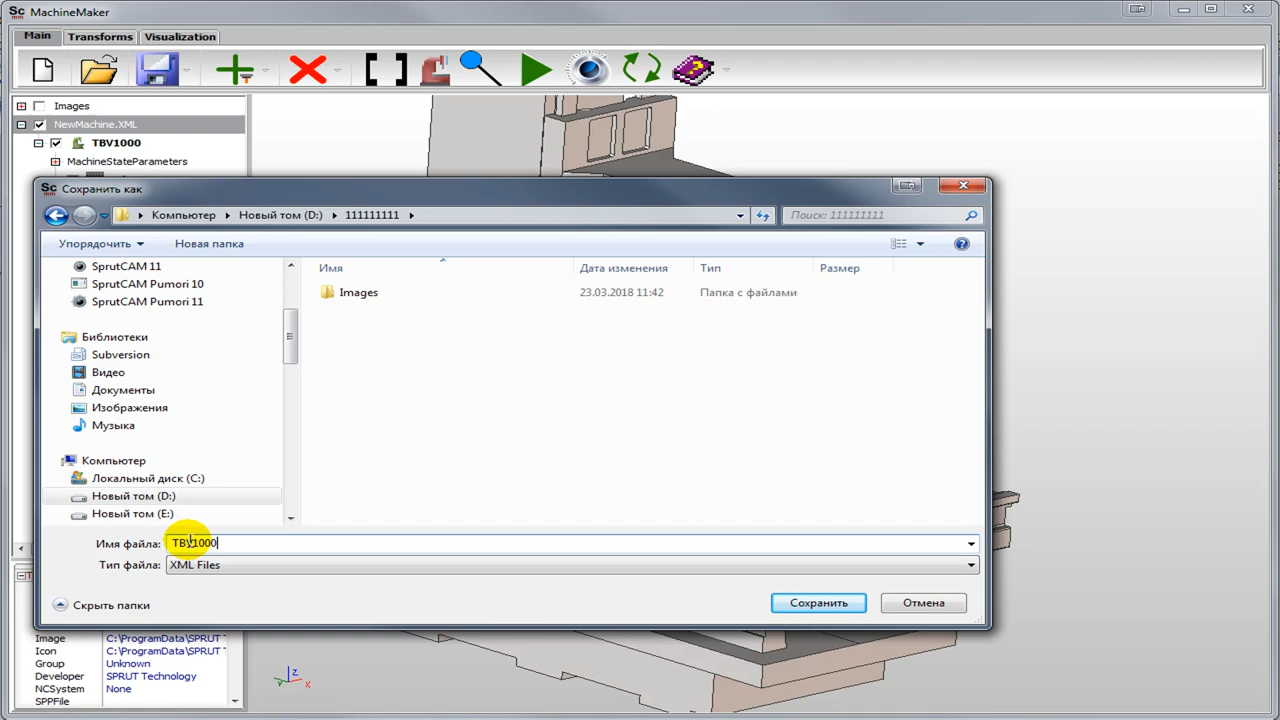 MachineMaker
Main Transforms Visualization
Images
NewMachine.XML
TBV1000
MachineStateParameters
Сохранить как
Компьютер Новый том (D:) 111111111
Поиск: 111111111
Упорядочить Новая папка
Имя Дата изменения Тип Размер
SprutCAM 11
SprutCAM Pumori 10
SprutCAM Pumori 11
Библиотеки
Subversion
Видео
Документы
Изображения
Музыка
Компьютер
Локальный диск (C:)
Новый том (D:)
Новый том (E:)
Images 23.03.2018 11:42 Папка с файлами
Имя файла: TBV1000
Тип файла: XML Files
Скрыть папки
Сохранить Отмена
Image C:\ProgramData\SPRUT
Icon C:\ProgramData\SPRUT
Group Unknown
Developer SPRUT Technology
NCSystem None
SPPFile
Z
Y X